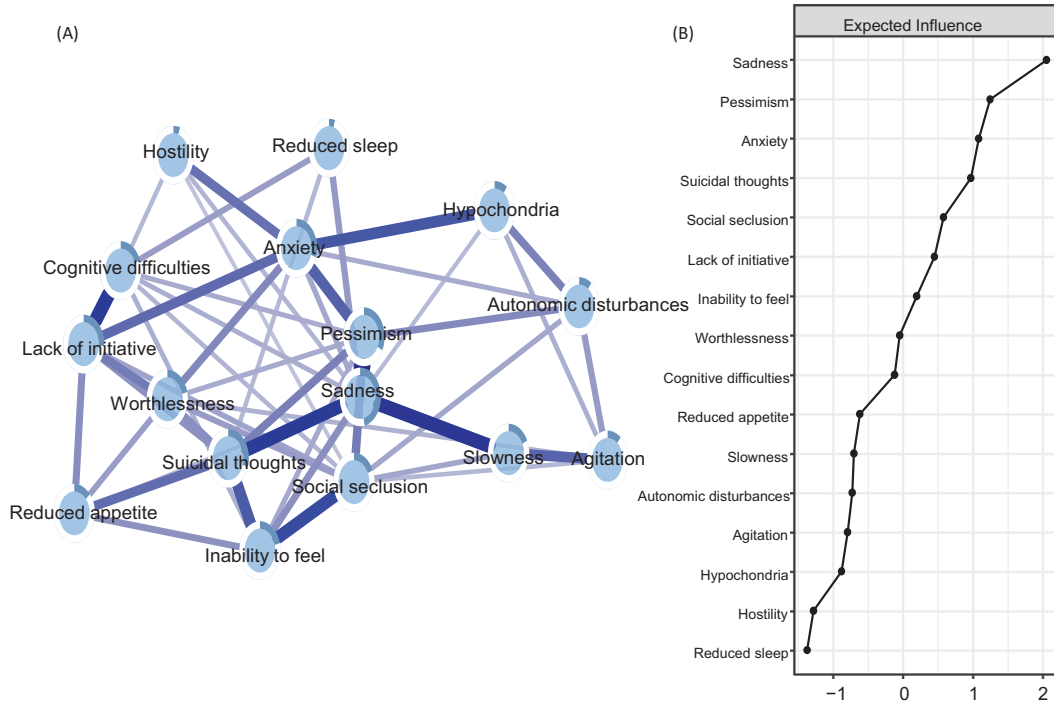 (A)
Hostility
Reduced sleep
Hypochondria
Anxiety
Cognitive difficulties
Autonomic disturbances
Pessimism
Lack of initiative
Sadness
Worthlessness
Slowness
Agitation
Suicidal thoughts
Social seclusion
Reduced appetite
Inability to feel
(B)
Expected Influence
Sadness
Pessimism
Anxiety
Suicidal thoughts
Social seclusion
Lack of initiative
Inability to feel
Worthlessness
Cognitive difficulties
Reduced appetite
Slowness
Autonomic disturbances
Agitation
Hypochondria
Hostility
Reduced sleep
−1 0 1 2